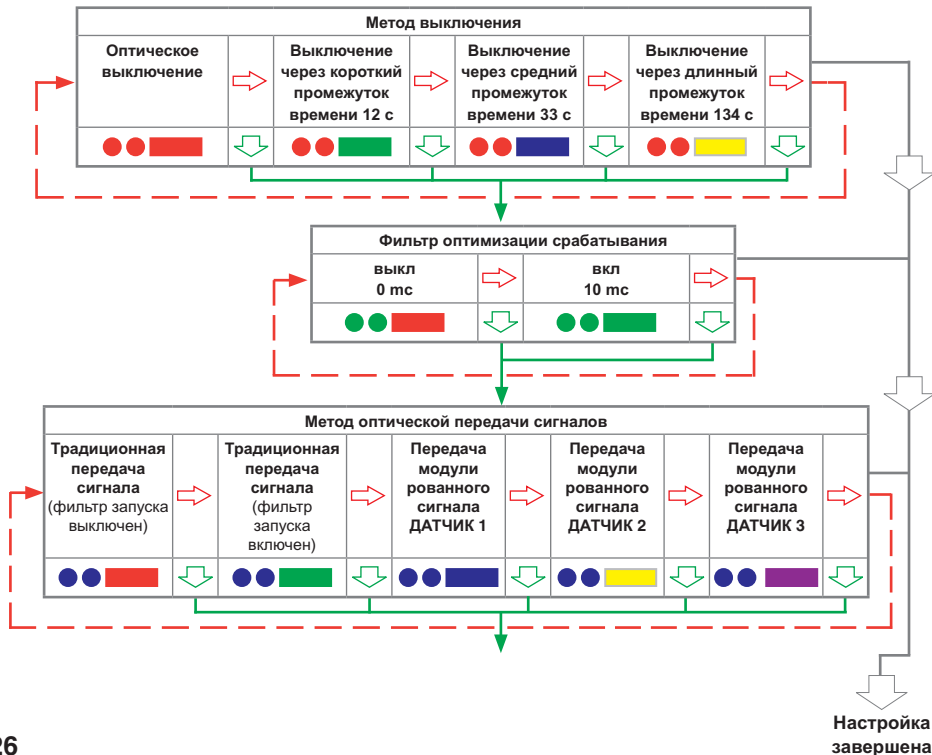 Метод выключения
Оптическое
выключение
Выключение
через короткий
промежуток
времени 12 с
Выключение
через средний
промежуток
времени 33 с
Выключение
через длинный
промежуток
времени 134 с
Фильтр оптимизации срабатывания
выкл
0 mc
вкл
10 mc
Метод оптической передачи сигналов
Традиционная
передача
сигнала
(фильтр запуска
выключен)
Традиционная
передача
сигнала
(фильтр
запуска
включен)
Передача
модули
рованного
сигнала
ДАТЧИК 1
Передача
модули
рованного
сигнала
ДАТЧИК 2
Передача
модули
рованного
сигнала
ДАТЧИК 3
Настройка
завершена
26